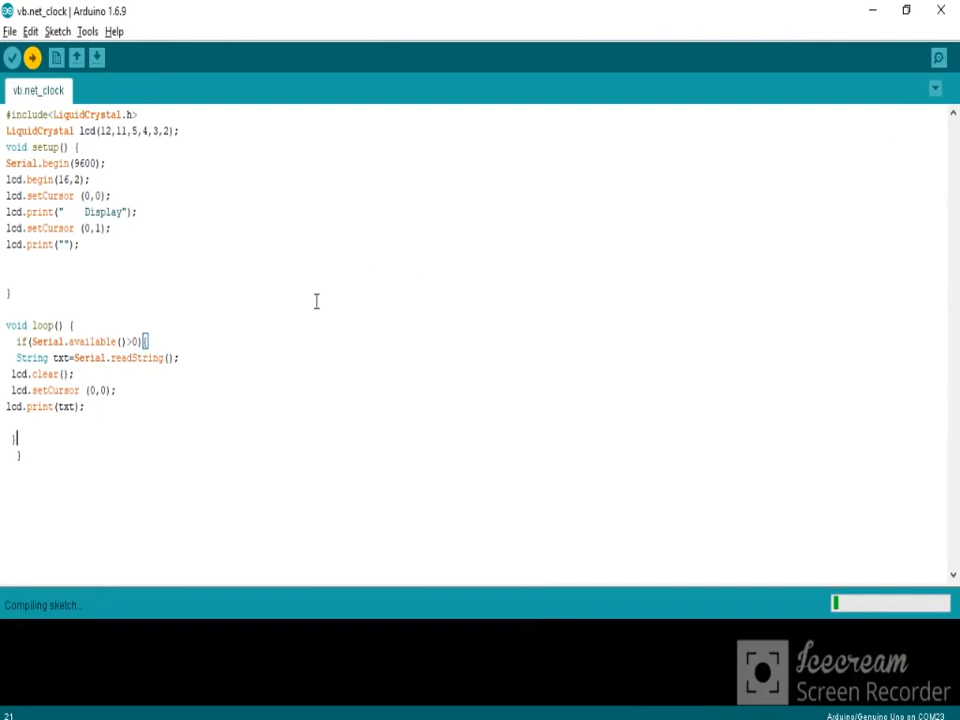 vb.net_clock | Arduino 1.6.9
File Edit Sketch Tools Help
vb.net_clock
#include<LiquidCrystal.h>
LiquidCrystal lcd(12,11,5,4,3,2);
void setup() {
Serial.begin(9600);
lcd.begin(16,2);
lcd.setCursor (0,0);
lcd.print("    Display");
lcd.setCursor (0,1);
lcd.print("");
}
void loop() {
if(Serial.available()>0){
String txt=Serial.readString();
lcd.clear();
lcd.setCursor (0,0);
lcd.print(txt);
}
}
Compiling sketch...
Icecream
Screen Recorder
21
Arduino/Genuino Uno on COM23